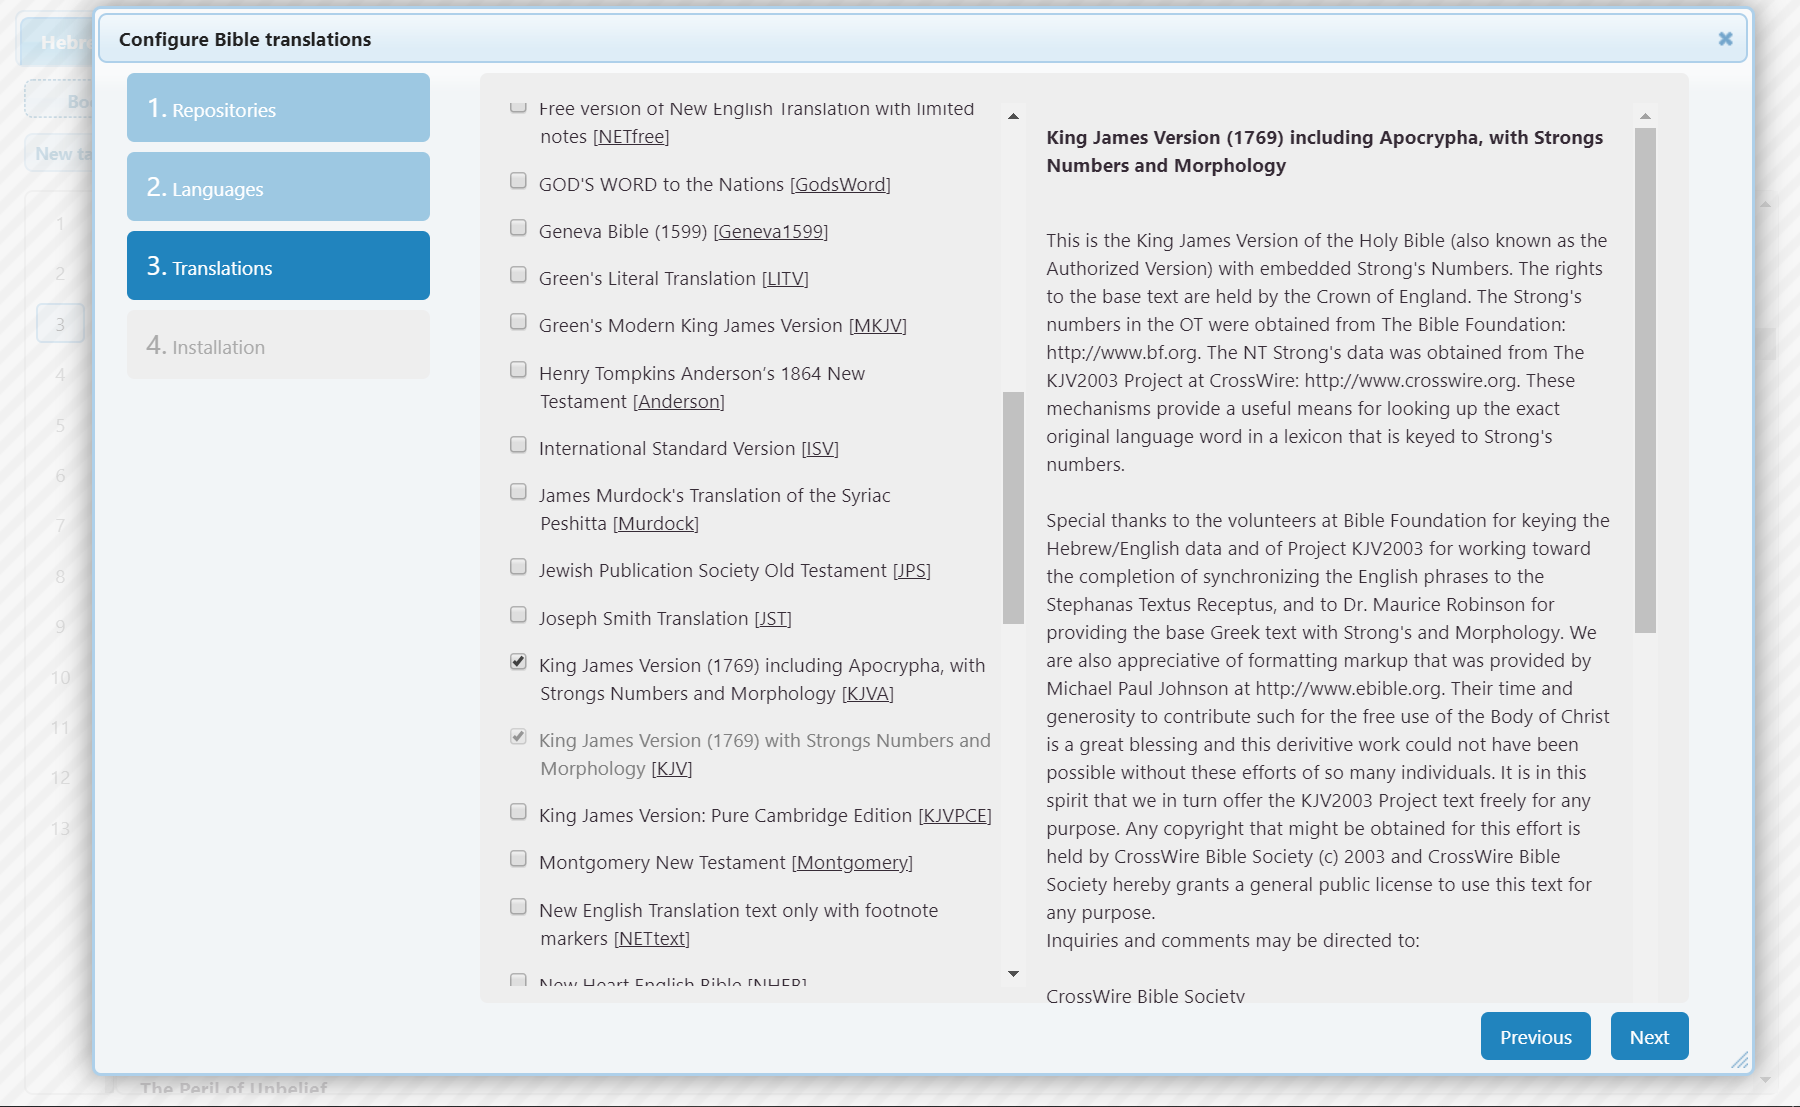 Configure Bible translations
1. Repositories
2. Languages
3. Translations
4. Installation
Free version of New English Translation with limited
notes [NETfree]
GOD'S WORD to the Nations [GodsWord]
Geneva Bible (1599) [Geneva1599]
Green's Literal Translation [LITV]
Green's Modern King James Version [MKJV]
Henry Tompkins Anderson’s 1864 New
Testament [Anderson]
International Standard Version [ISV]
James Murdock's Translation of the Syriac
Peshitta [Murdock]
Jewish Publication Society Old Testament [JPS]
Joseph Smith Translation [JST]
King James Version (1769) including Apocrypha, with
Strongs Numbers and Morphology [KJVA]
King James Version (1769) with Strongs Numbers and
Morphology [KJV]
King James Version: Pure Cambridge Edition [KJVPCE]
Montgomery New Testament [Montgomery]
New English Translation text only with footnote
markers [NETtext]
New Heart English Bible [NHEB]
King James Version (1769) including Apocrypha, with Strongs
Numbers and Morphology
This is the King James Version of the Holy Bible (also known as the
Authorized Version) with embedded Strong's Numbers. The rights
to the base text are held by the Crown of England. The Strong's
numbers in the OT were obtained from The Bible Foundation:
http://www.bf.org. The NT Strong's data was obtained from The
KJV2003 Project at CrossWire: http://www.crosswire.org. These
mechanisms provide a useful means for looking up the exact
original language word in a lexicon that is keyed to Strong's
numbers.
Special thanks to the volunteers at Bible Foundation for keying the
Hebrew/English data and of Project KJV2003 for working toward
the completion of synchronizing the English phrases to the
Stephanas Textus Receptus, and to Dr. Maurice Robinson for
providing the base Greek text with Strong's and Morphology. We
are also appreciative of formatting markup that was provided by
Michael Paul Johnson at http://www.ebible.org. Their time and
generosity to contribute such for the free use of the Body of Christ
is a great blessing and this derivitive work could not have been
possible without these efforts of so many individuals. It is in this
spirit that we in turn offer the KJV2003 Project text freely for any
purpose. Any copyright that might be obtained for this effort is
held by CrossWire Bible Society (c) 2003 and CrossWire Bible
Society hereby grants a general public license to use this text for
any purpose.
Inquiries and comments may be directed to:
CrossWire Bible Society
Previous
Next
New
1
2
3
4
5
6
7
8
9
10
11
12
13
The Peril of Unbelief